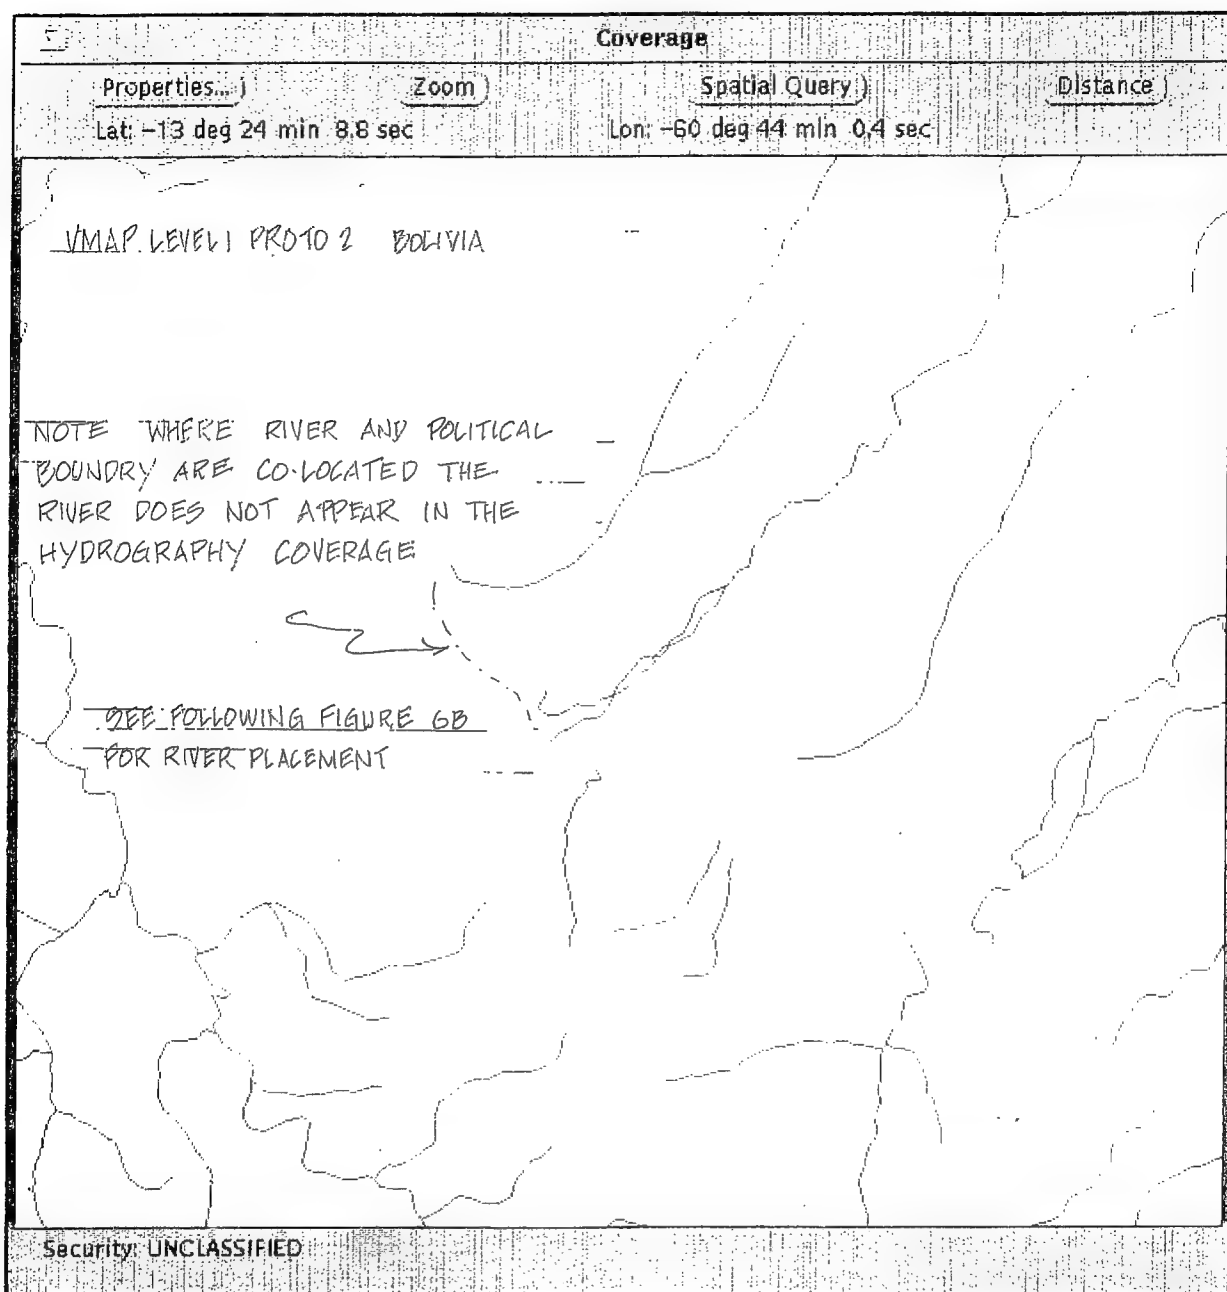 Coverage
Properties... Zoom Spatial Query Distance
Lat: -13 deg 24 min 8.8 sec Lon: -60 deg 44 min 0.4 sec
VMAP LEVEL 1 PROTO 2 BOLIVIA
NOTE WHERE RIVER AND POLITICAL
BOUNDRY ARE CO-LOCATED THE
RIVER DOES NOT APPEAR IN THE
HYDROGRAPHY COVERAGE
SEE FOLLOWING FIGURE 6B
FOR RIVER PLACEMENT
Security: UNCLASSIFIED